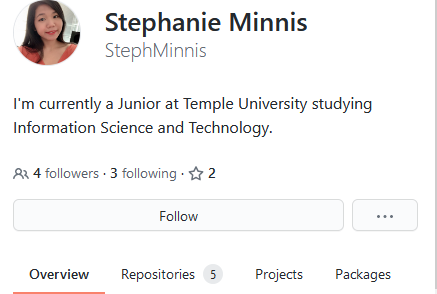 Stephanie Minnis
StephMinnis
I'm currently a Junior at Temple University studying
Information Science and Technology.
4 followers · 3 following · 2
Follow
Overview Repositories 5 Projects Packages